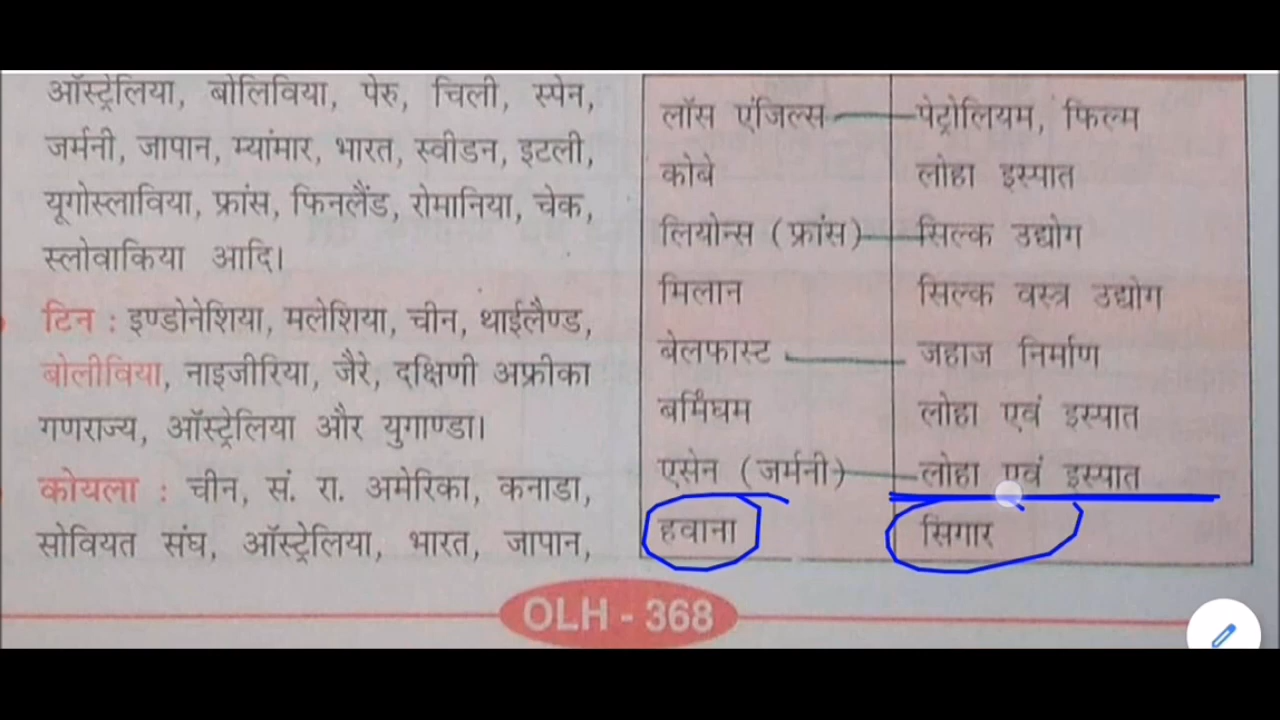 ऑस्ट्रेलिया, बोलिविया, पेरु, चिली, स्पेन,
जर्मनी, जापान, म्यांमार, भारत, स्वीडन, इटली,
यूगोस्लाविया, फ्रांस, फिनलैंड, रोमानिया, चेक,
स्लोवाकिया आदि।
टिन : इण्डोनेशिया, मलेशिया, चीन, थाईलैण्ड,
बोलीविया, नाइजीरिया, जैरे, दक्षिणी अफ्रीका
गणराज्य, ऑस्ट्रेलिया और युगाण्डा।
कोयला : चीन, सं. रा. अमेरिका, कनाडा,
सोवियत संघ, ऑस्ट्रेलिया, भारत, जापान,
लॉस एंजिल्स पेट्रोलियम, फिल्म
कोबे लोहा इस्पात
लियोन्स (फ्रांस) सिल्क उद्योग
मिलान सिल्क वस्त्र उद्योग
बेलफास्ट जहाज निर्माण
बर्मिंघम लोहा एवं इस्पात
एसेन (जर्मनी) लोहा एवं इस्पात
हवाना सिगार
OLH - 368